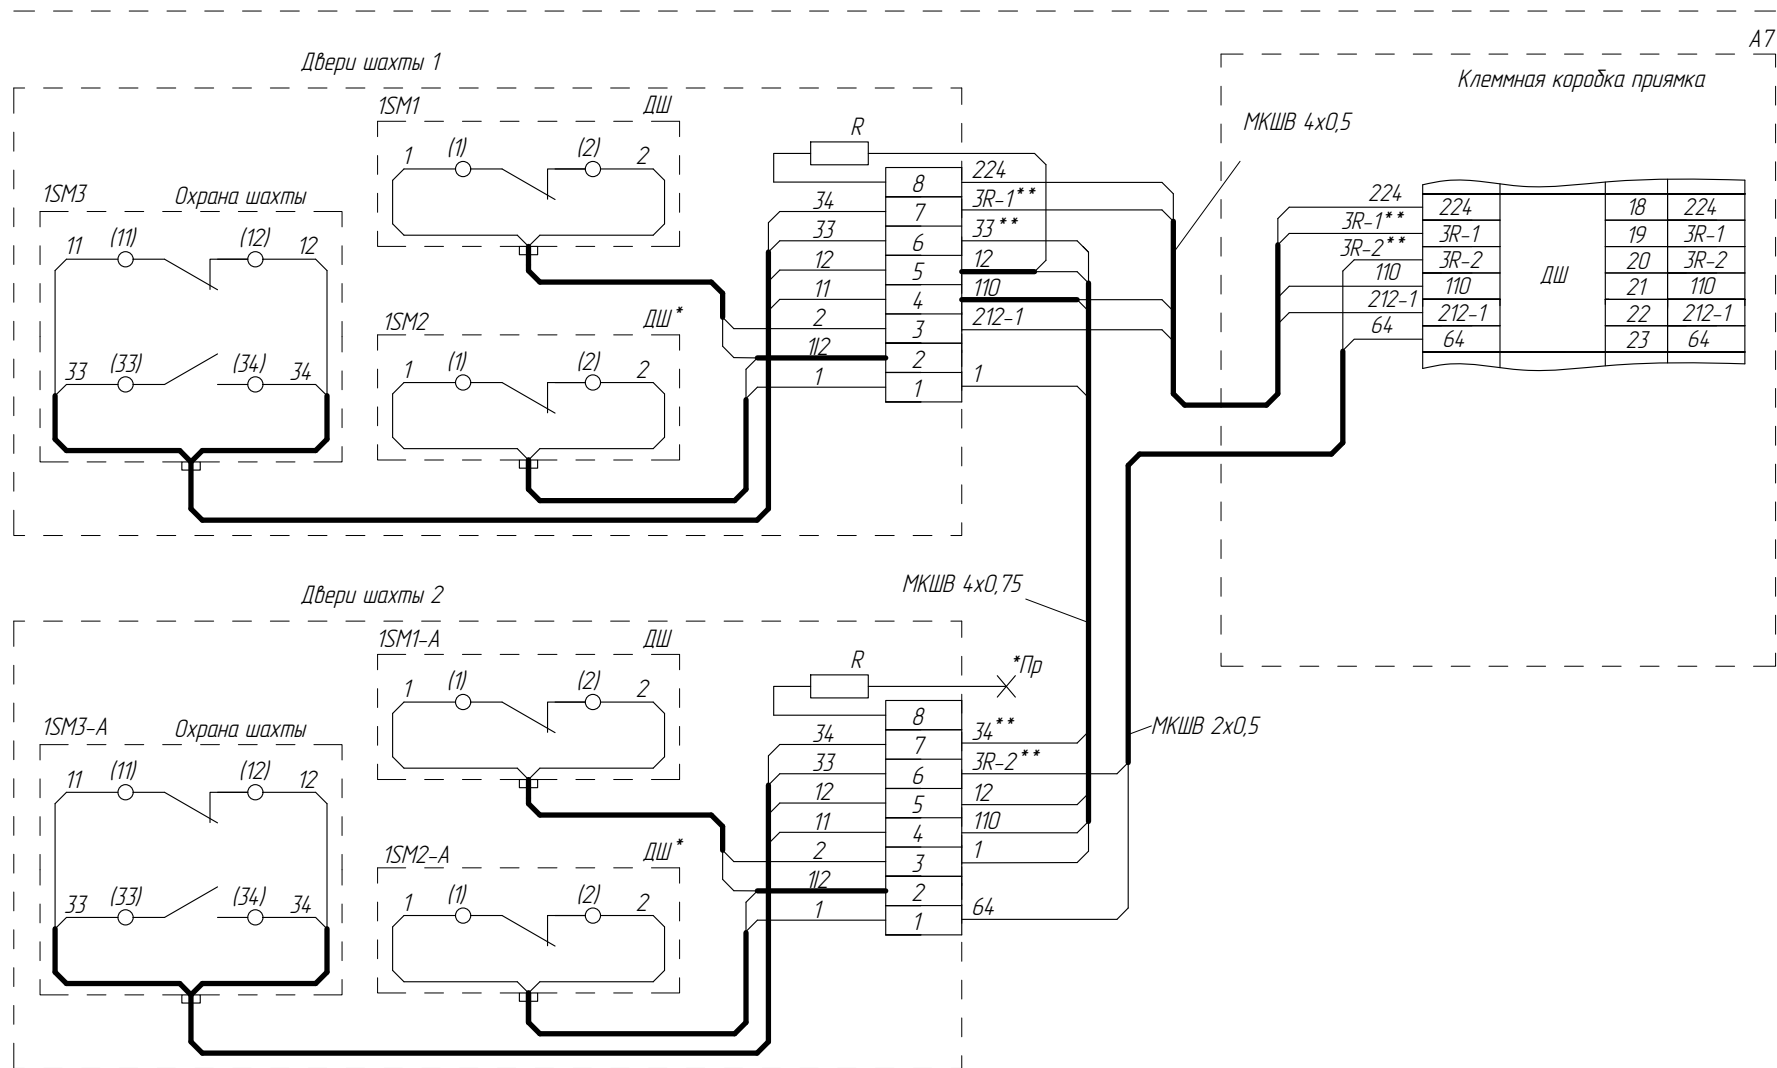 А7
Двери шахты 1
Клеммная коробка приямка
1SM3
Охрана шахты
11 (11) (12) 12
33 (33) (34) 34
1SM1 ДШ
1 (1) (2) 2
1SM2 ДШ*
1 (1) (2) 2
R
8 224
34 7 3R-1**
33 6 33**
12 5 12
11 4 110
2 3 212-1
1/2 2
1 1 1
МКШВ 4х0,5
224 224 18 224
3R-1** 3R-1 19 3R-1
3R-2** 3R-2 20 3R-2
110 110 21 110
212-1 212-1 22 212-1
64 64 23 64
ДШ
МКШВ 4х0,75
МКШВ 2х0,5
Двери шахты 2
1SM3-А
Охрана шахты
11 (11) (12) 12
33 (33) (34) 34
1SM1-А ДШ
1 (1) (2) 2
1SM2-А ДШ*
1 (1) (2) 2
R *Пр
8
34 7 34**
33 6 3R-2**
12 5 12
11 4 110
2 3 1
1/2 2
1 1 64